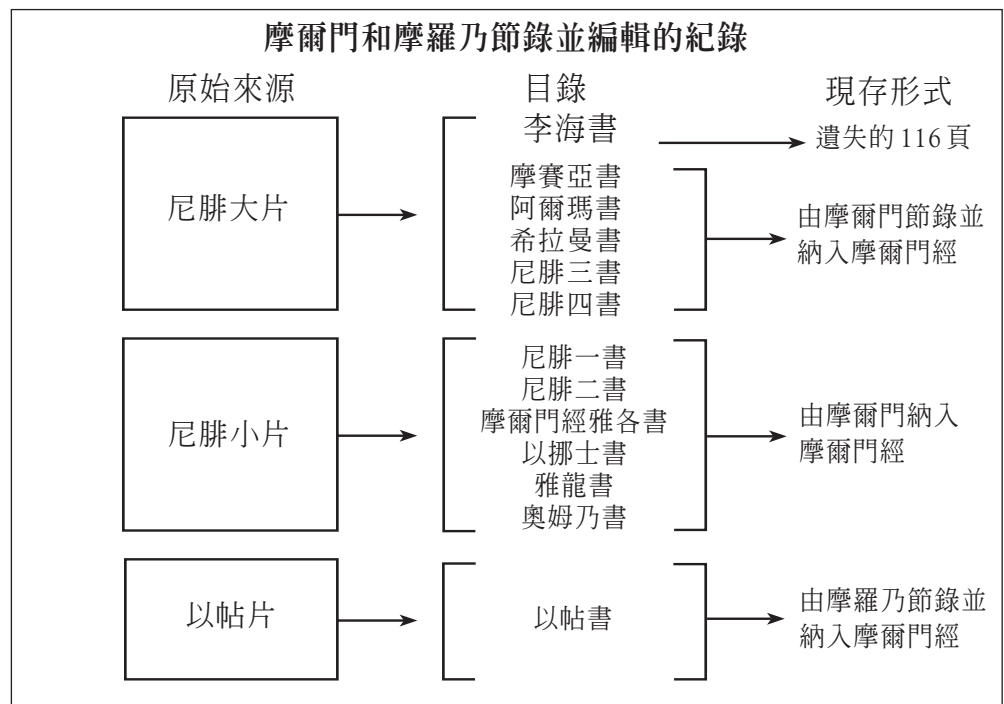 摩爾門和摩羅乃節錄並編輯的紀錄
原始來源
目錄
現存形式
尼腓大片
李海書
遺失的116頁
摩賽亞書
阿爾瑪書
希拉曼書
尼腓三書
尼腓四書
由摩爾門節錄並
納入摩爾門經
尼腓小片
尼腓一書
尼腓二書
摩爾門經雅各書
以挪士書
雅龍書
奧姆乃書
由摩爾門納入
摩爾門經
以帖片
以帖書
由摩羅乃節錄並
納入摩爾門經